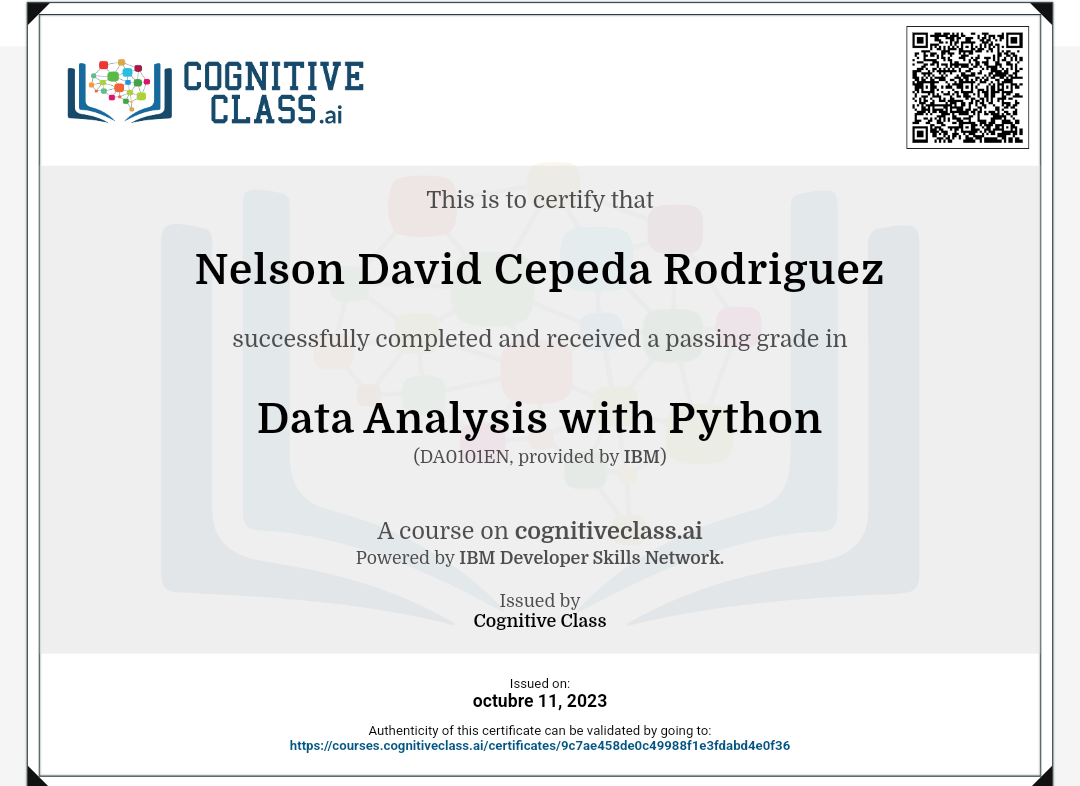 COGNITIVE
CLASS.ai
This is to certify that
Nelson David Cepeda Rodriguez
successfully completed and received a passing grade in
Data Analysis with Python
(DA0101EN, provided by IBM)
A course on cognitiveclass.ai
Powered by IBM Developer Skills Network.
Issued by
Cognitive Class
Issued on:
octubre 11, 2023
Authenticity of this certificate can be validated by going to:
https://courses.cognitiveclass.ai/certificates/9c7ae458de0c49988f1e3fdabd4e0f36